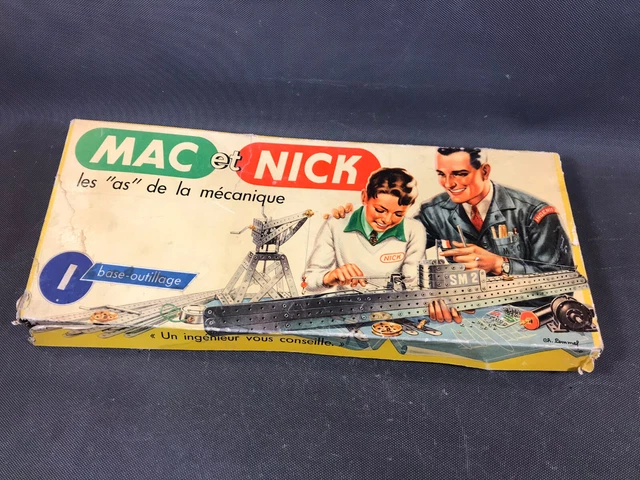 MAC et NICK
les "as" de la mécanique
1 base-outillage
NICK
SM 2
« Un ingénieur vous conseille. »